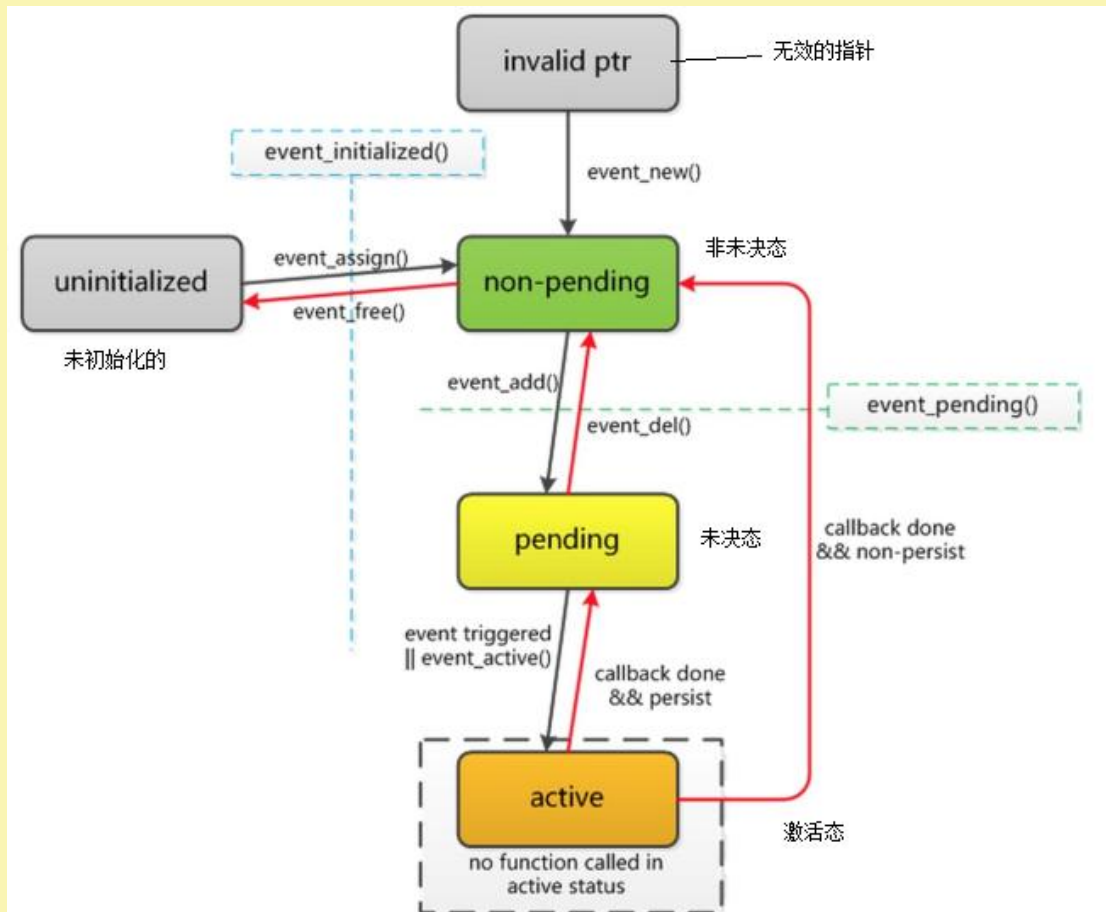 invalid ptr
无效的指针
event_initialized()
event_new()
event_assign()
uninitialized
non-pending
非未决态
event_free()
未初始化的
event_add()
event_pending()
event_del()
pending
未决态
callback done
&& non-persist
event triggered
|| event_active()
callback done
&& persist
active
激活态
no function called in
active status